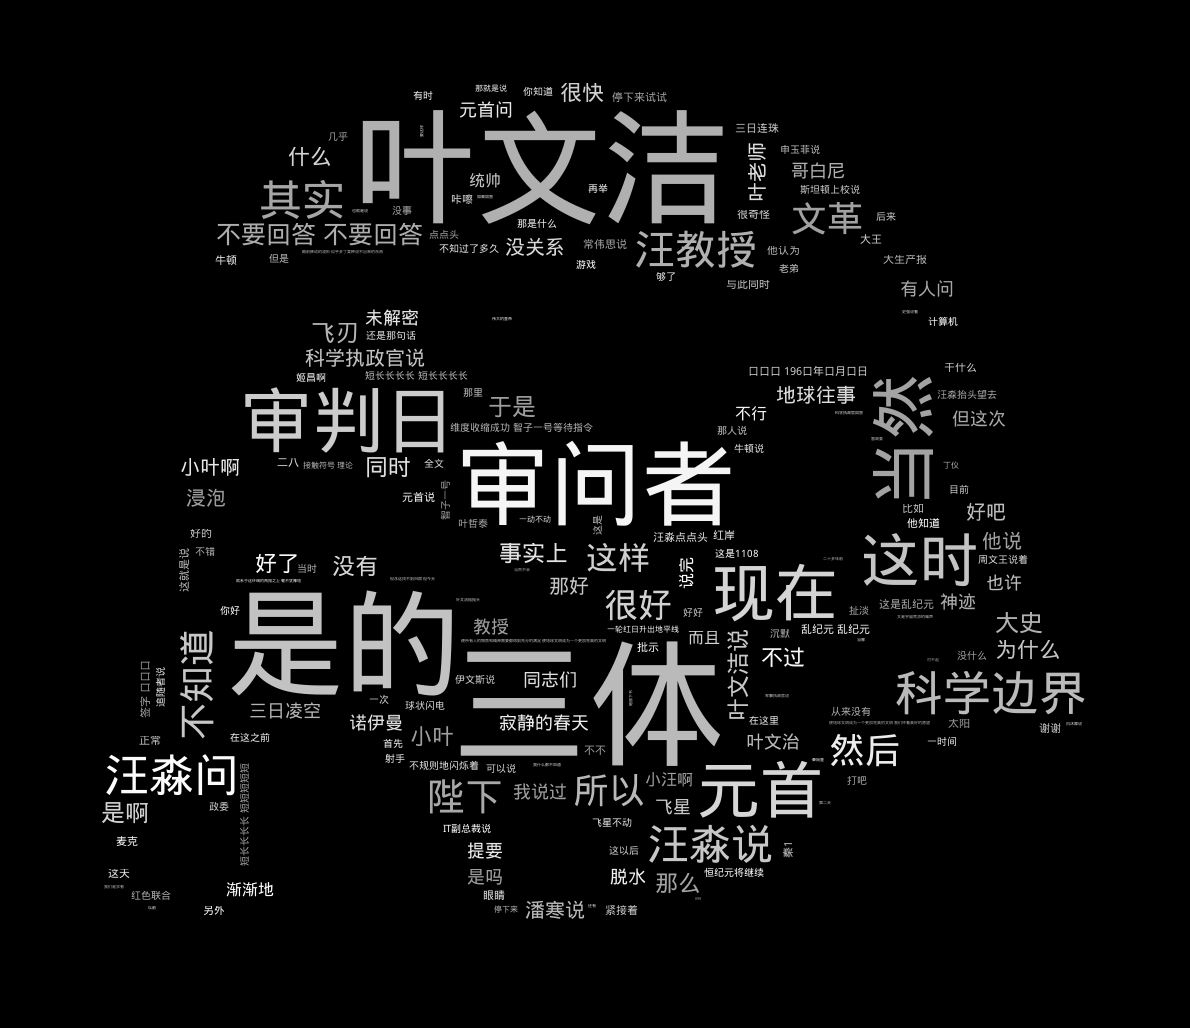 有时
那就是说
你知道
很快
停下来试试
元首问
几乎
叶文洁
三日连珠
什么
叶老师
申玉菲说
哥白尼
其实
统帅
再举
斯坦顿上校说
咔嚓
没事
很奇怪
文革
后来
不要回答 不要回答
点点头
那是什么
汪教授
大王
不知过了多久
没关系
常伟思说
他认为
牛顿
但是
游戏
老弟
大生产报
够了
与此同时
有人问
未解密
计算机
飞刃
还是那句话
科学执政官说
姬昌啊
短长长长长 短长长长长
口口口 196口年口月口日
干什么
那里
地球往事
当然
汪淼抬头望去
审判日
于是
不行
但这次
维度收缩成功 智子一号等待指令
那人说
牛顿说
审问者
小叶啊
二八
接触符号 理论
同时
全文
丁仪
浸泡
元首说
智子一号
目前
叶哲泰
一动不动
这是
比如
好吧
他知道
好的
汪淼点点头
红岸
这时
他说
不错
这就是说
好了
当时
没有
事实上
这样
说完
这是1108
周文王说着
那好
现在
也许
你好
是的
很好
好好
扯淡
这是乱纪元
神迹
教授
一轮红日升出地平线
而且
沉默
乱纪元 乱纪元
大史
不知道
批示
叶文洁说
不过
没什么
为什么
签字 口口口
追随者说
三体
伊文斯说
同志们
科学边界
三日凌空
一次
球状闪电
从来没有
诺伊曼
寂静的春天
在这里
太阳
谢谢
正常
在这之前
首先
小叶
不不
叶文治
然后
一时间
射手
汪淼问
不规则地闪烁着
可以说
小汪啊
打吧
短长长长长 短短短短短
陛下
我说过
所以
元首
是啊
政委
飞星
IT副总裁说
飞星不动
麦克
提要
这以后
汪淼说
这天
是吗
脱水
那么
恒纪元将继续
红色联合
渐渐地
眼睛
另外
停下来
潘寒说
紧接着